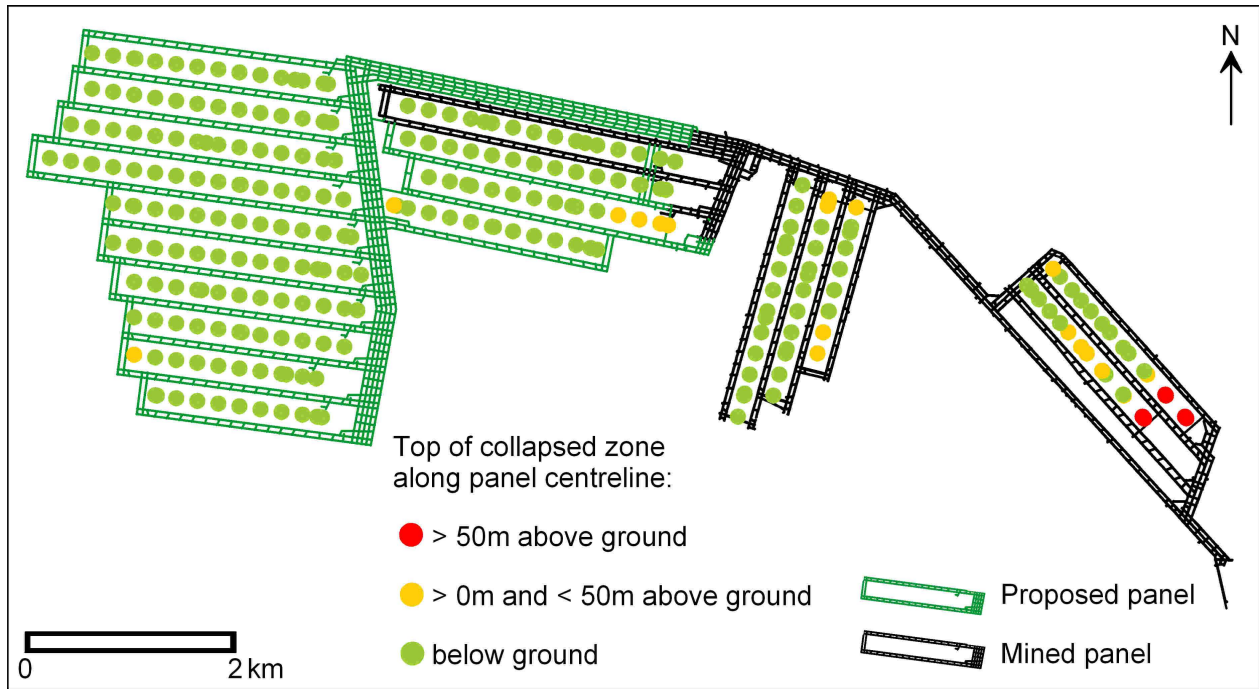 N
Top of collapsed zone
along panel centreline:
> 50m above ground
> 0m and < 50m above ground
below ground
Proposed panel
Mined panel
0 2 km